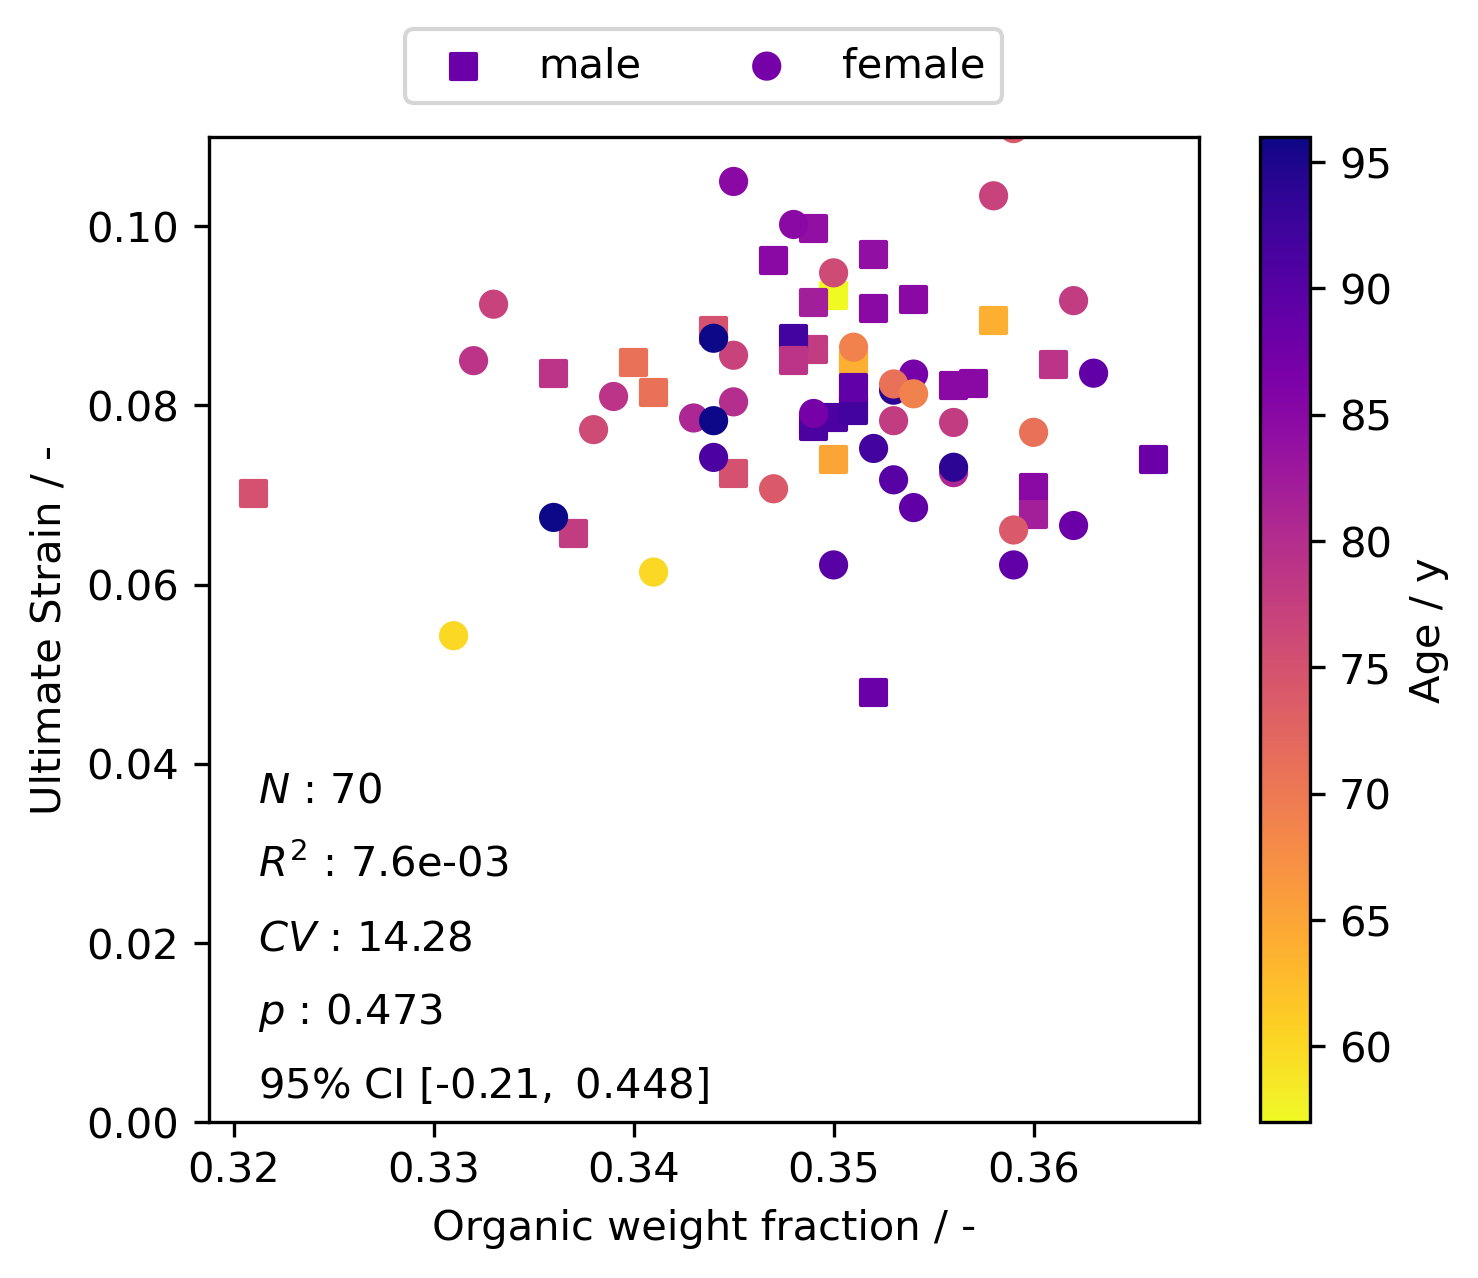 male female
0.10
0.08
0.06
0.04
0.02
0.00
Ultimate Strain / -
N : 70
R² : 7.6e-03
CV : 14.28
p : 0.473
95% CI [-0.21, 0.448]
0.32 0.33 0.34 0.35 0.36
Organic weight fraction / -
95
90
85
80
75
70
65
60
Age / y